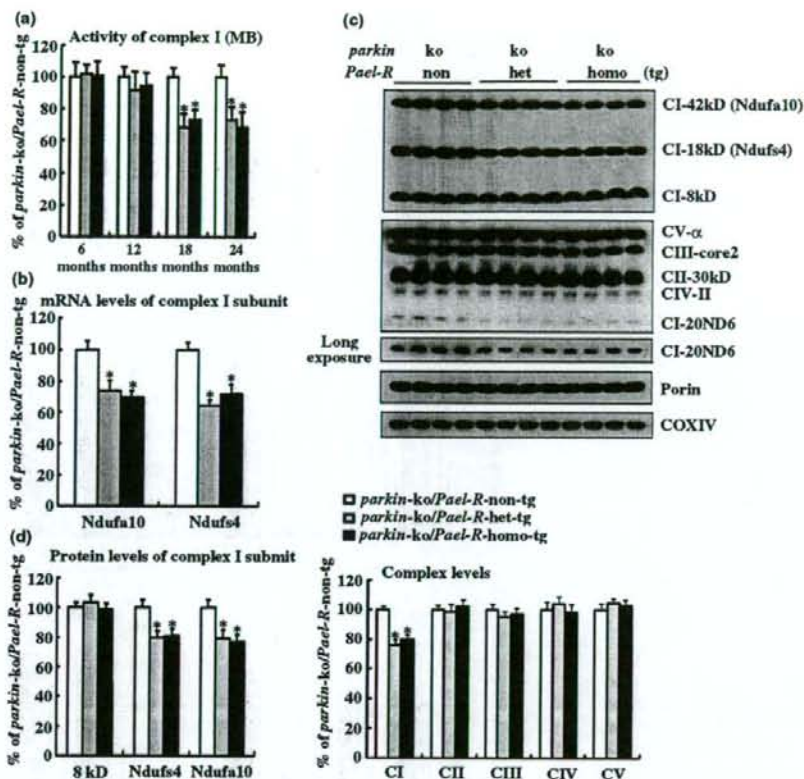 (a)
Activity of complex I (MB)
% of parkin-ko/Pael-R-non-tg
120
100
80
60
40
20
0
* *
* *
6 months
12 months
18 months
24 months
(b)
mRNA levels of complex I subunit
% of parkin-ko/Pael-R-non-tg
120
100
80
60
40
20
0
* *
* *
Ndufa10 Ndufs4
(c)
parkin ko ko ko
Pael-R non het homo (tg)
CI-42kD (Ndufa10)
CI-18kD (Ndufs4)
CI-8kD
CV-α
CIII-core2
CII-30kD
CIV-II
CI-20ND6
Long exposure
CI-20ND6
Porin
COXIV
parkin-ko/Pael-R-non-tg
parkin-ko/Pael-R-het-tg
parkin-ko/Pael-R-homo-tg
(d)
Protein levels of complex I submit
% of parkin-ko/Pael-R-non-tg
120
100
80
60
40
20
0
* *
* *
8 kD Ndufs4 Ndufa10
Complex levels
% of parkin-ko/Pael-R-non-tg
120
100
80
60
40
20
0
* *
CI CII CIII CIV CV